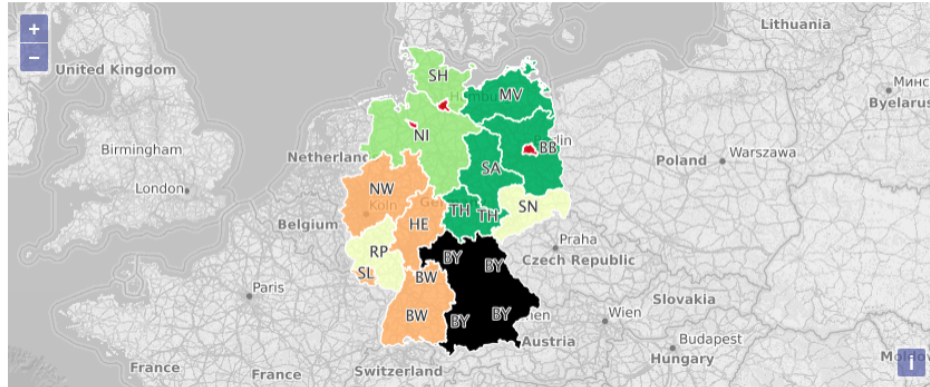 +
Lithuania
−
SH
United Kingdom
Минс
MV
Byelarus
NI
Birmingham
BB
Netherland
Poland
Warszawa
SA
London
NW
Köln
TH
TH
SN
Belgium
HE
RP
Praha
BY
BY
Czech Republic
SL
BW
Paris
Slovakia
BW
BY
BY
Wien
Austria
Budapest
Hungary
i
France
France
Switzerland